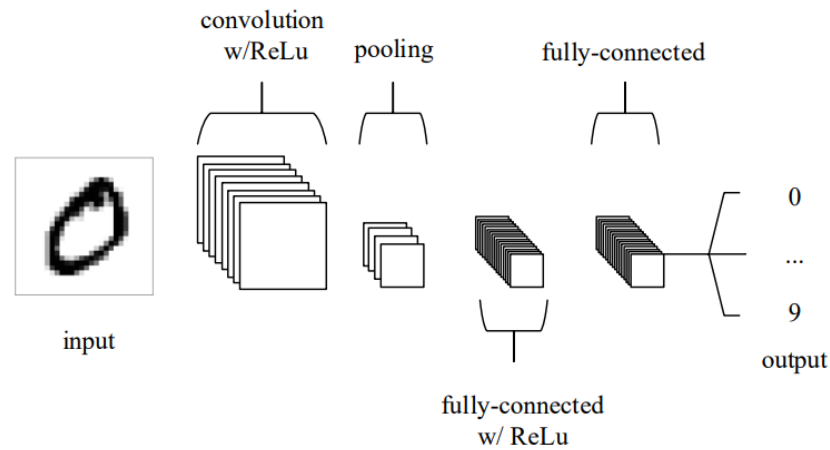 convolution
w/ReLu
pooling
fully-connected
0
...
9
input
output
fully-connected
w/ ReLu